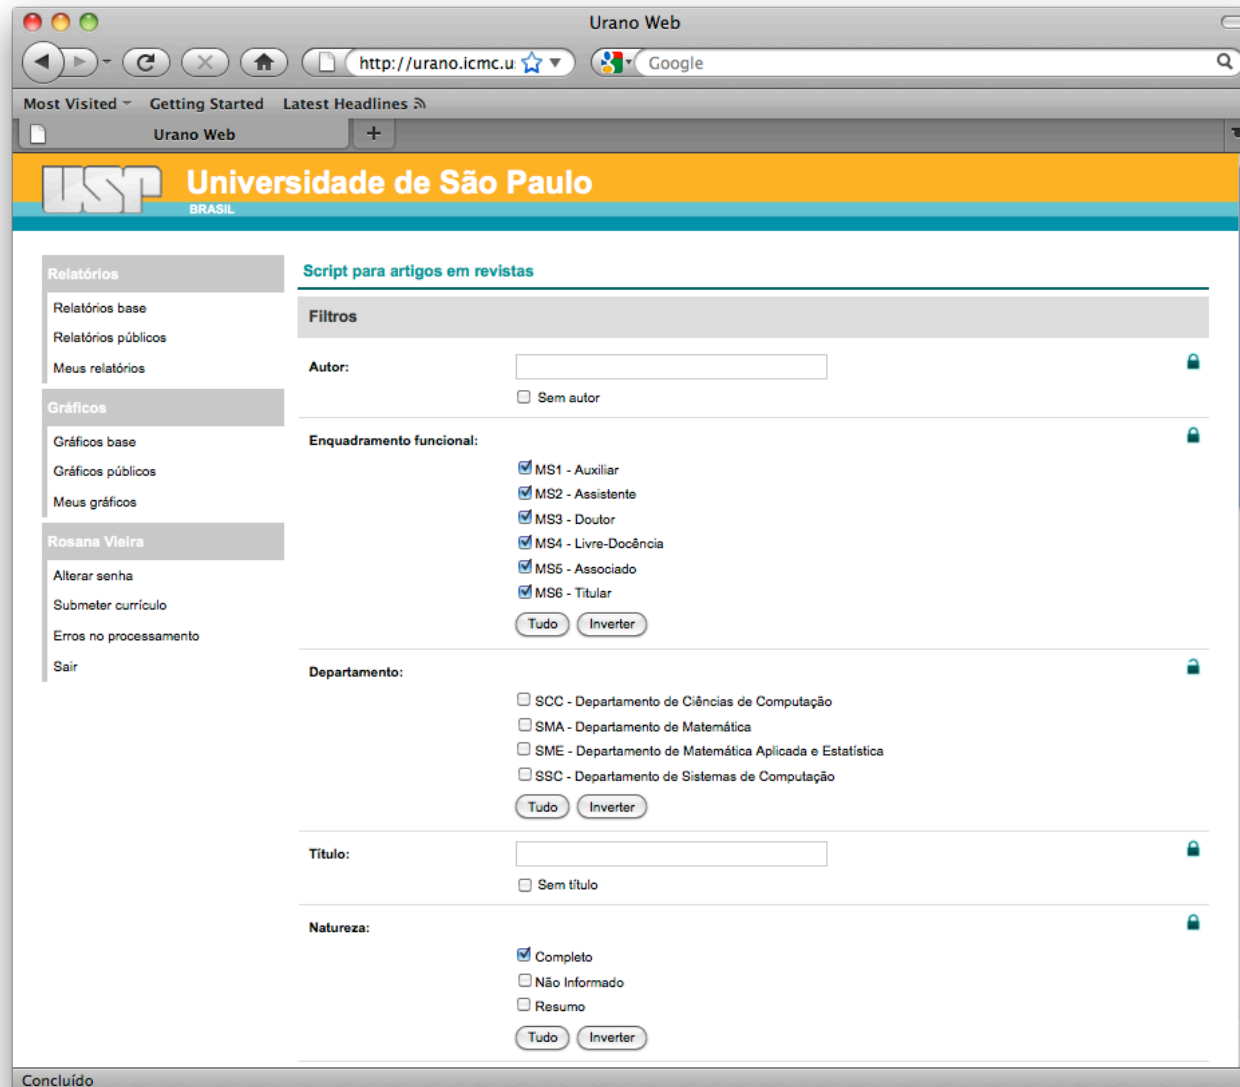 Urano Web
http://urano.icmc.u
Google
Most Visited
Getting Started
Latest Headlines
Urano Web
USP
Universidade de São Paulo
BRASIL
Relatórios
Relatórios base
Relatórios públicos
Meus relatórios
Gráficos
Gráficos base
Gráficos públicos
Meus gráficos
Rosana Vieira
Alterar senha
Submeter currículo
Erros no processamento
Sair
Script para artigos em revistas
Filtros
Autor:
Sem autor
Enquadramento funcional:
MS1 - Auxiliar
MS2 - Assistente
MS3 - Doutor
MS4 - Livre-Docência
MS5 - Associado
MS6 - Titular
Tudo
Inverter
Departamento:
SCC - Departamento de Ciências de Computação
SMA - Departamento de Matemática
SME - Departamento de Matemática Aplicada e Estatística
SSC - Departamento de Sistemas de Computação
Tudo
Inverter
Título:
Sem título
Natureza:
Completo
Não Informado
Resumo
Tudo
Inverter
Concluído